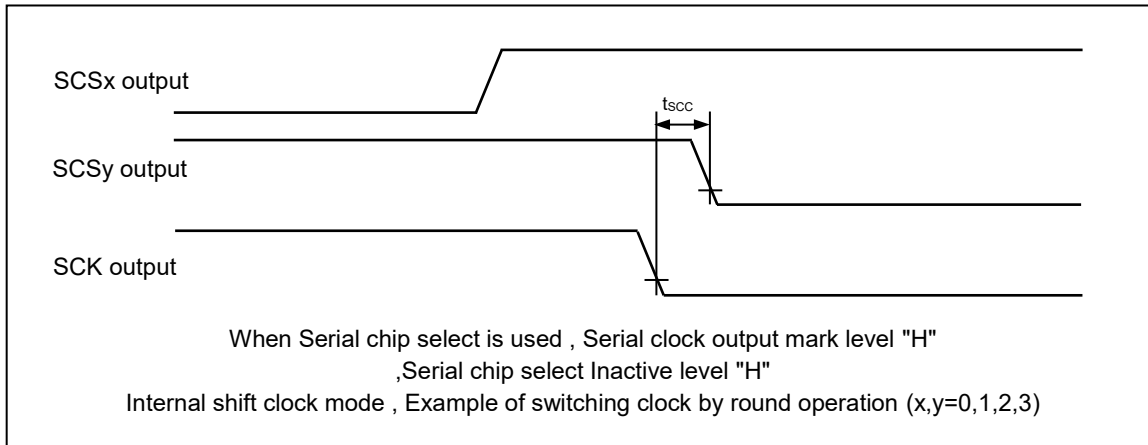 SCSx output
tSCC
SCSy output
SCK output
When Serial chip select is used , Serial clock output mark level "H"
,Serial chip select Inactive level "H"
Internal shift clock mode , Example of switching clock by round operation (x,y=0,1,2,3)